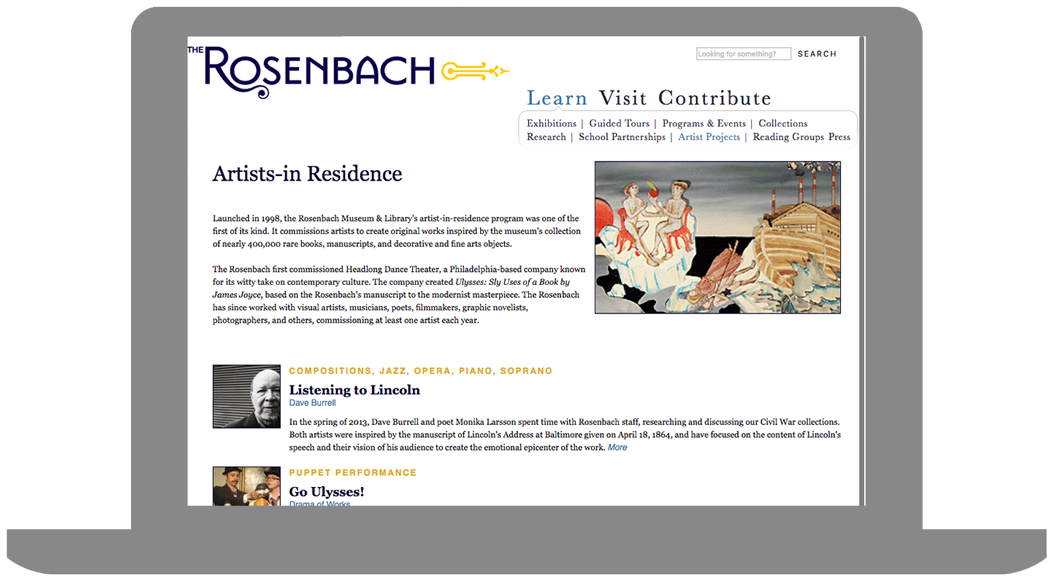 THE ROSENBACH
Looking for something? SEARCH
Learn Visit Contribute
Exhibitions | Guided Tours | Programs & Events | Collections
Research | School Partnerships | Artist Projects | Reading Groups Press
Artists-in Residence
Launched in 1998, the Rosenbach Museum & Library's artist-in-residence program was one of the
first of its kind. It commissions artists to create original works inspired by the museum's collection
of nearly 400,000 rare books, manuscripts, and decorative and fine arts objects.
The Rosenbach first commissioned Headlong Dance Theater, a Philadelphia-based company known
for its witty take on contemporary culture. The company created Ulysses: Sly Uses of a Book by
James Joyce, based on the Rosenbach's manuscript to the modernist masterpiece. The Rosenbach
has since worked with visual artists, musicians, poets, filmmakers, graphic novelists,
photographers, and others, commissioning at least one artist each year.
COMPOSITIONS, JAZZ, OPERA, PIANO, SOPRANO
Listening to Lincoln
Dave Burrell
In the spring of 2013, Dave Burrell and poet Monika Larsson spent time with Rosenbach staff, researching and discussing our Civil War collections.
Both artists were inspired by the manuscript of Lincoln's Address at Baltimore given on April 18, 1864, and have focused on the content of Lincoln's
speech and their vision of his audience to create the emotional epicenter of the work. More
PUPPET PERFORMANCE
Go Ulysses!
Drama of Works